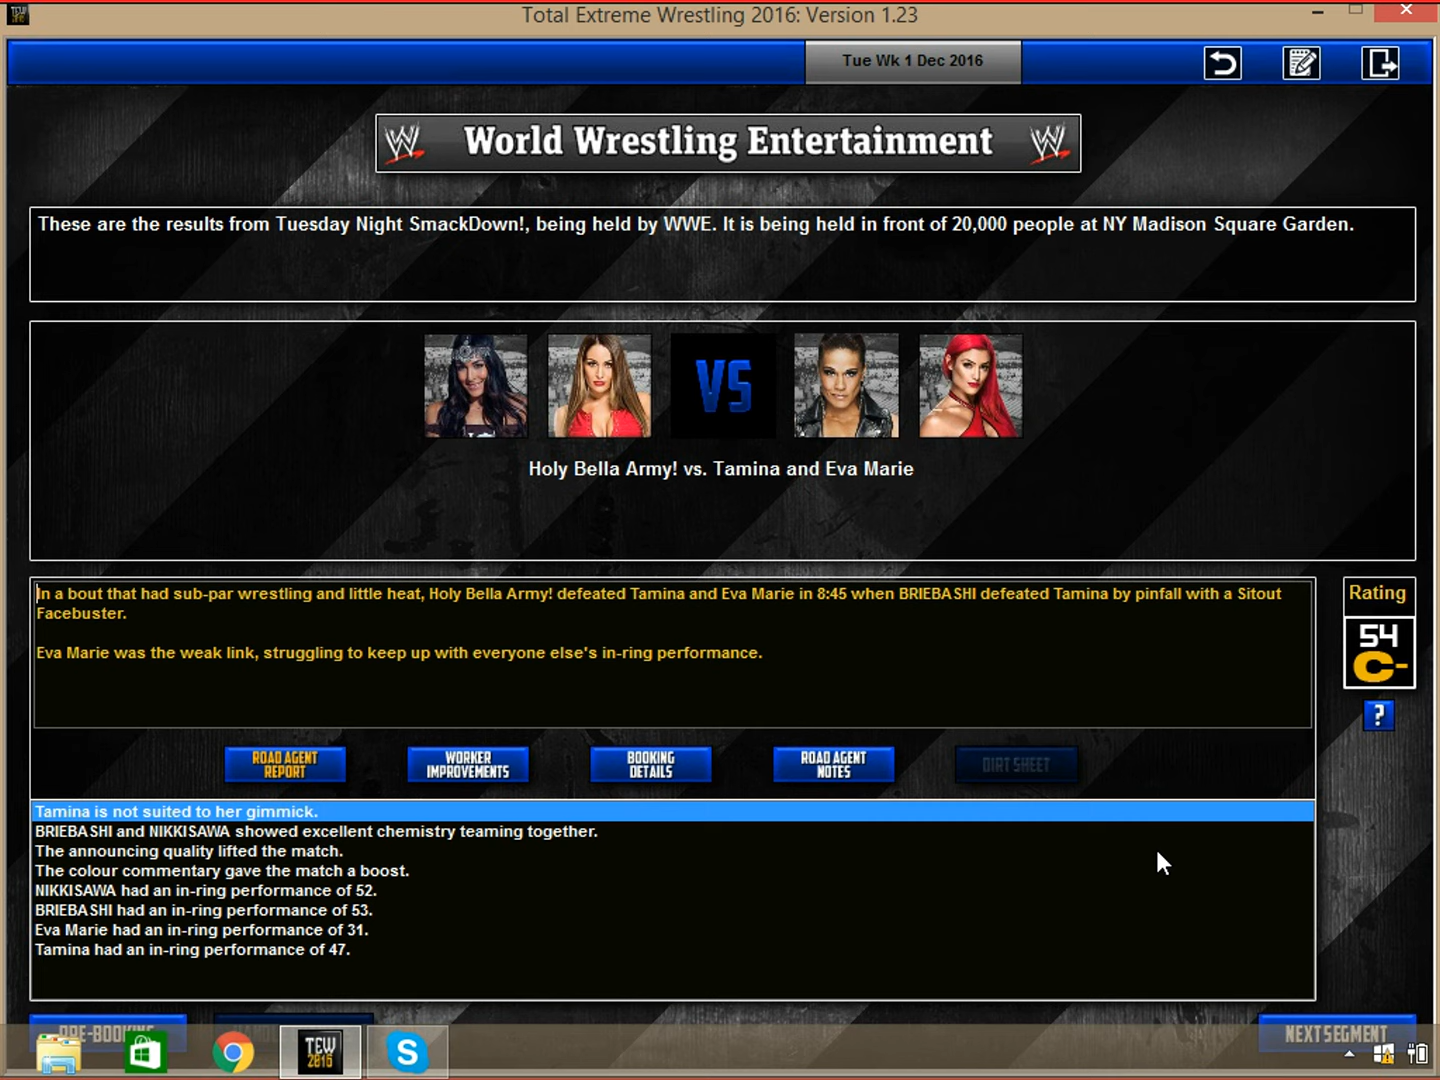 Total Extreme Wrestling 2016: Version 1.23
Tue Wk 1 Dec 2016
World Wrestling Entertainment
These are the results from Tuesday Night SmackDown!, being held by WWE. It is being held in front of 20,000 people at NY Madison Square Garden.
VS
Holy Bella Army! vs. Tamina and Eva Marie
In a bout that had sub-par wrestling and little heat, Holy Bella Army! defeated Tamina and Eva Marie in 8:45 when BRIEBASHI defeated Tamina by pinfall with a Sitout
Facebuster.
Eva Marie was the weak link, struggling to keep up with everyone else's in-ring performance.
Rating
54
C-
?
ROAD AGENT
REPORT
WORKER
IMPROVEMENTS
BOOKING
DETAILS
ROAD AGENT
NOTES
DIRT SHEET
Tamina is not suited to her gimmick.
BRIEBASHI and NIKKISAWA showed excellent chemistry teaming together.
The announcing quality lifted the match.
The colour commentary gave the match a boost.
NIKKISAWA had an in-ring performance of 52.
BRIEBASHI had an in-ring performance of 53.
Eva Marie had an in-ring performance of 31.
Tamina had an in-ring performance of 47.
PRE-BOOKING
NEXT SEGMENT
TEW
2016
S